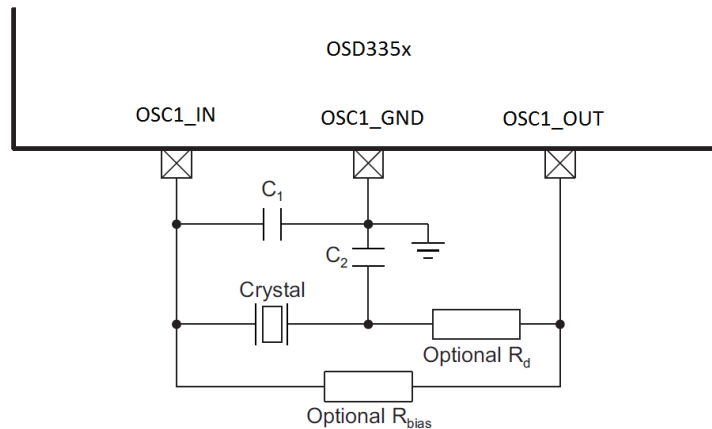 OSD335x
OSC1_IN
OSC1_GND
OSC1_OUT
C1
C2
Crystal
Optional Rd
Optional Rbias